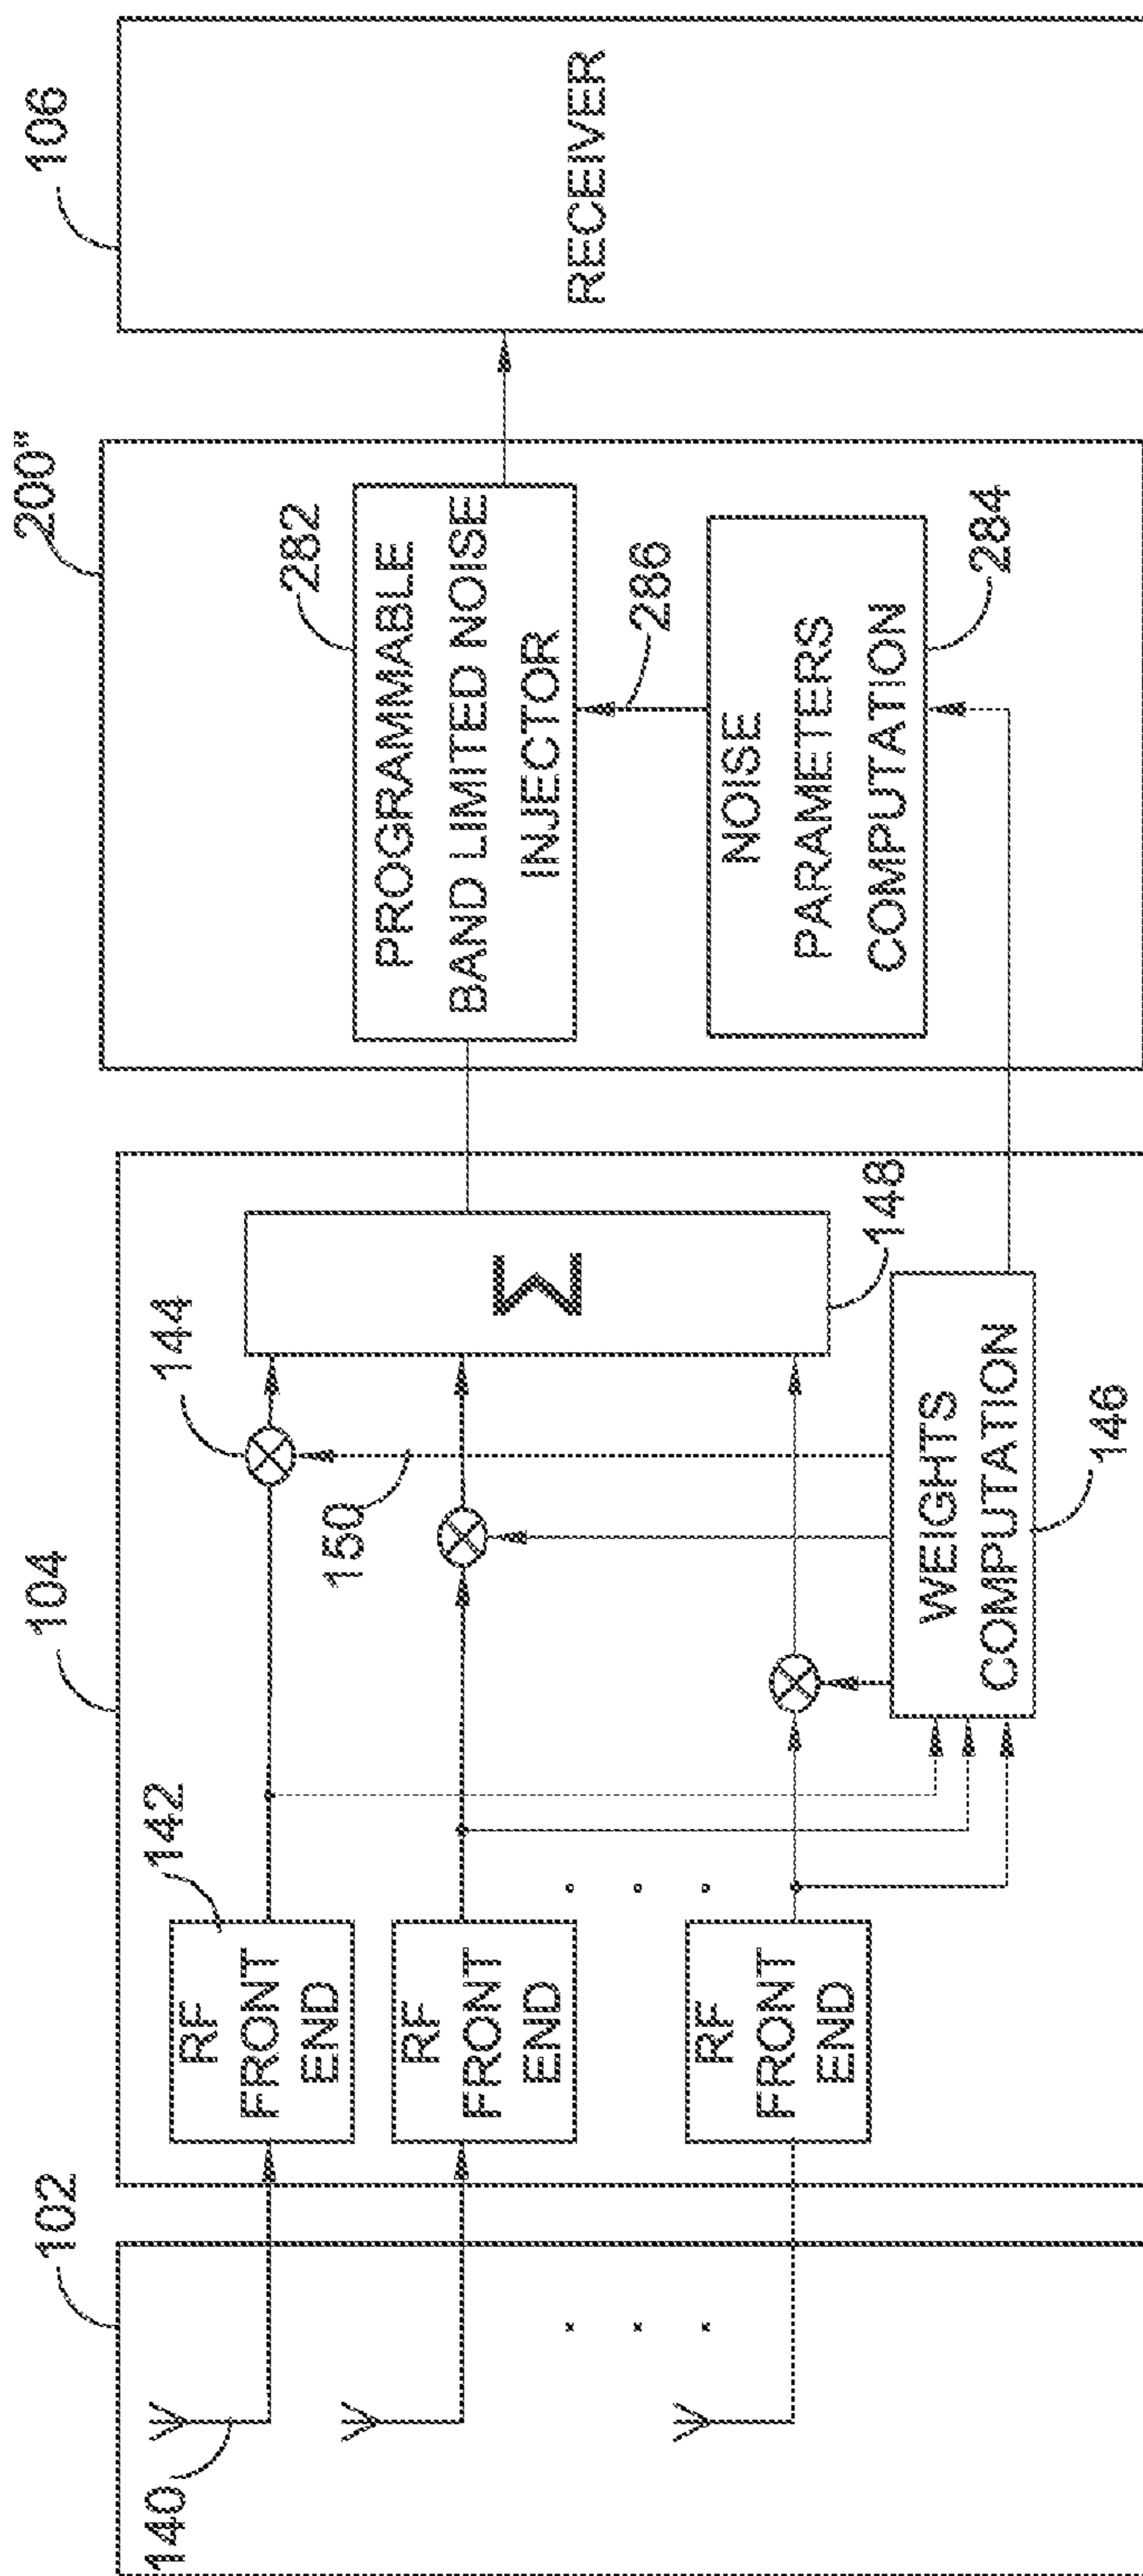 102
104
200"
106
140
142
RF
FRONT
END
RF
FRONT
END
RF
FRONT
END
144
150
Σ
148
WEIGHTS
COMPUTATION
146
282
PROGRAMMABLE
BAND LIMITED NOISE
INJECTOR
286
NOISE
PARAMETERS
COMPUTATION
284
RECEIVER